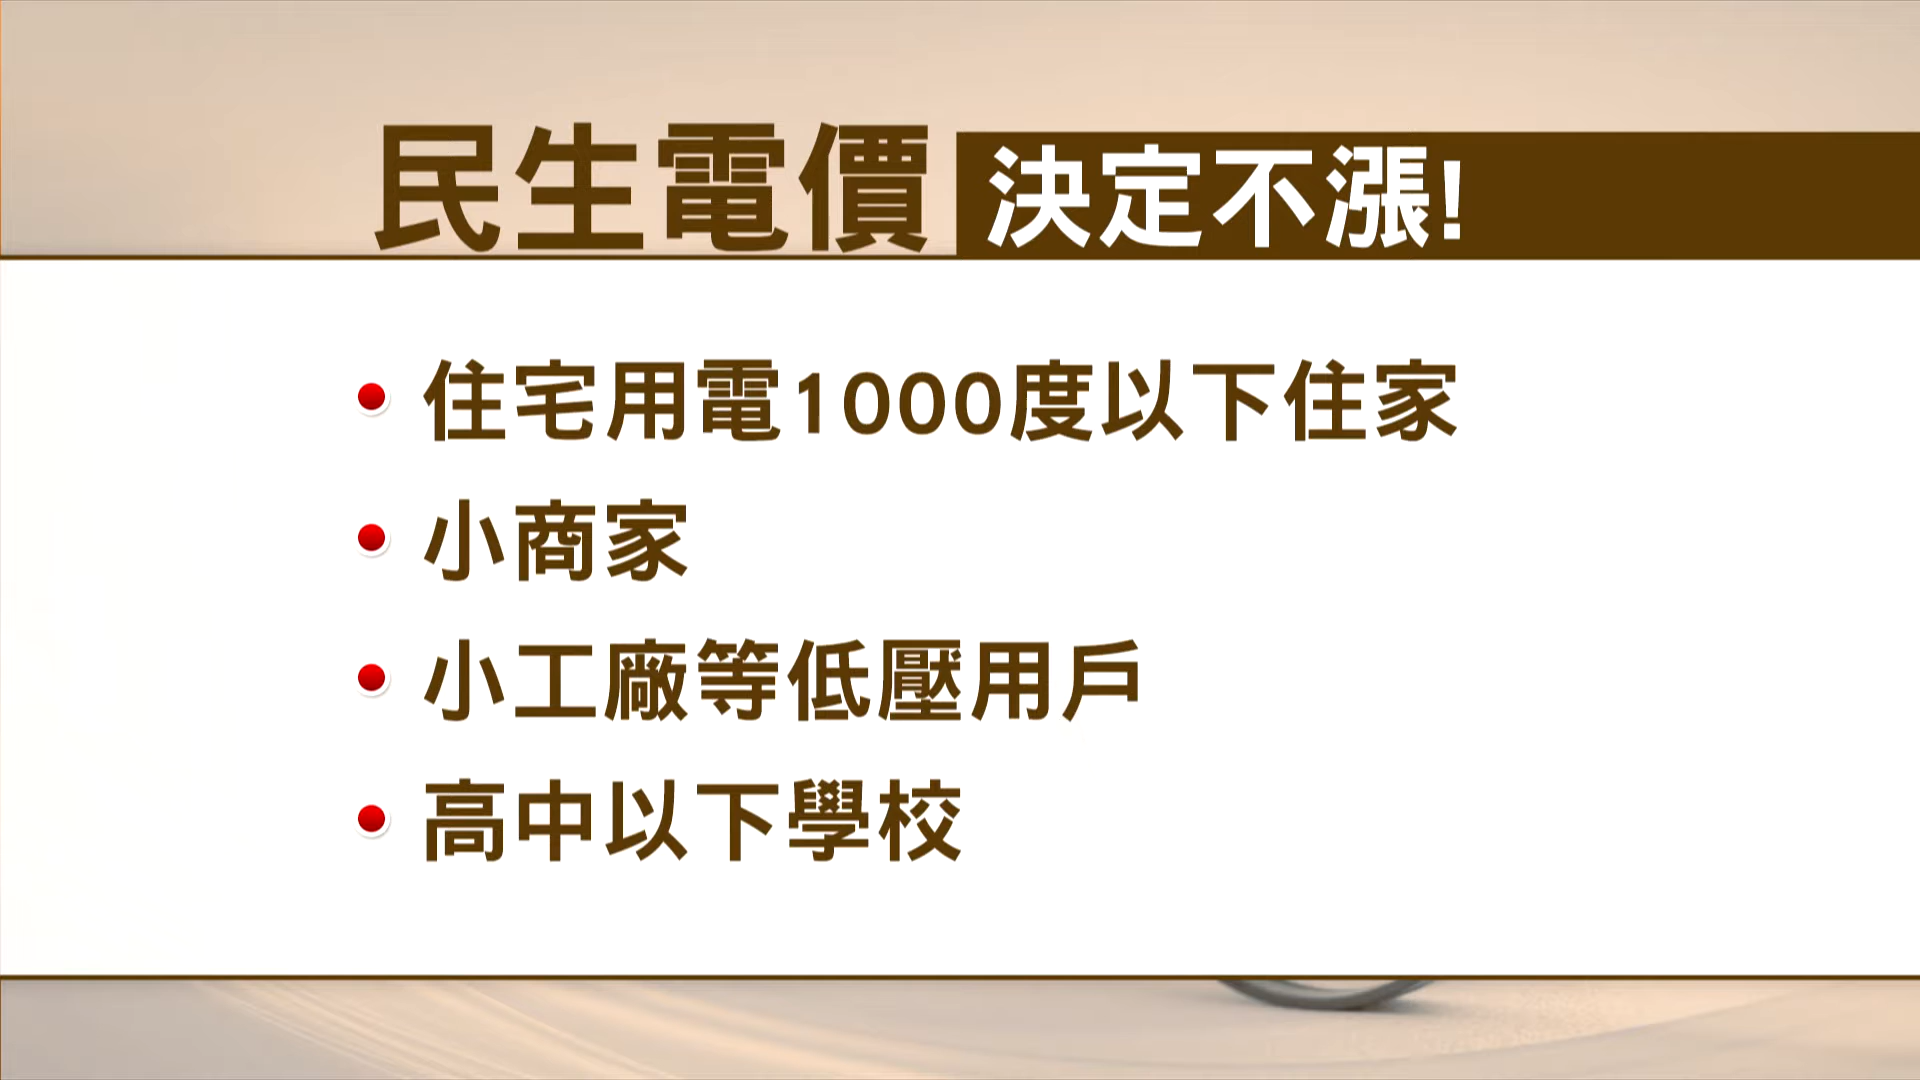 民生電價 決定不漲!
住宅用電1000度以下住家
小商家
小工廠等低壓用戶
高中以下學校